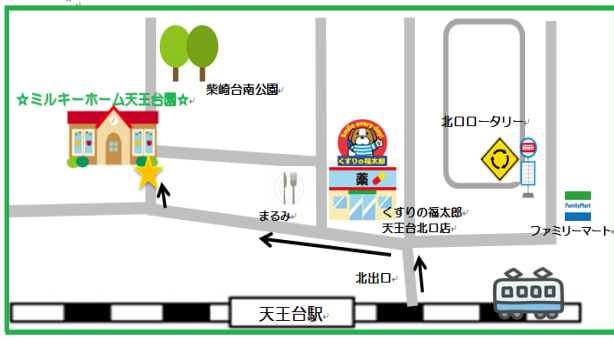 柴崎台南公園
☆ミルキーホーム天王台園☆
北口ロータリー
Smile every day!
くすりの福太郎
薬
まるみ
くすりの福太郎
天王台北口店
FamilyMart
ファミリーマート
北出口
天王台駅